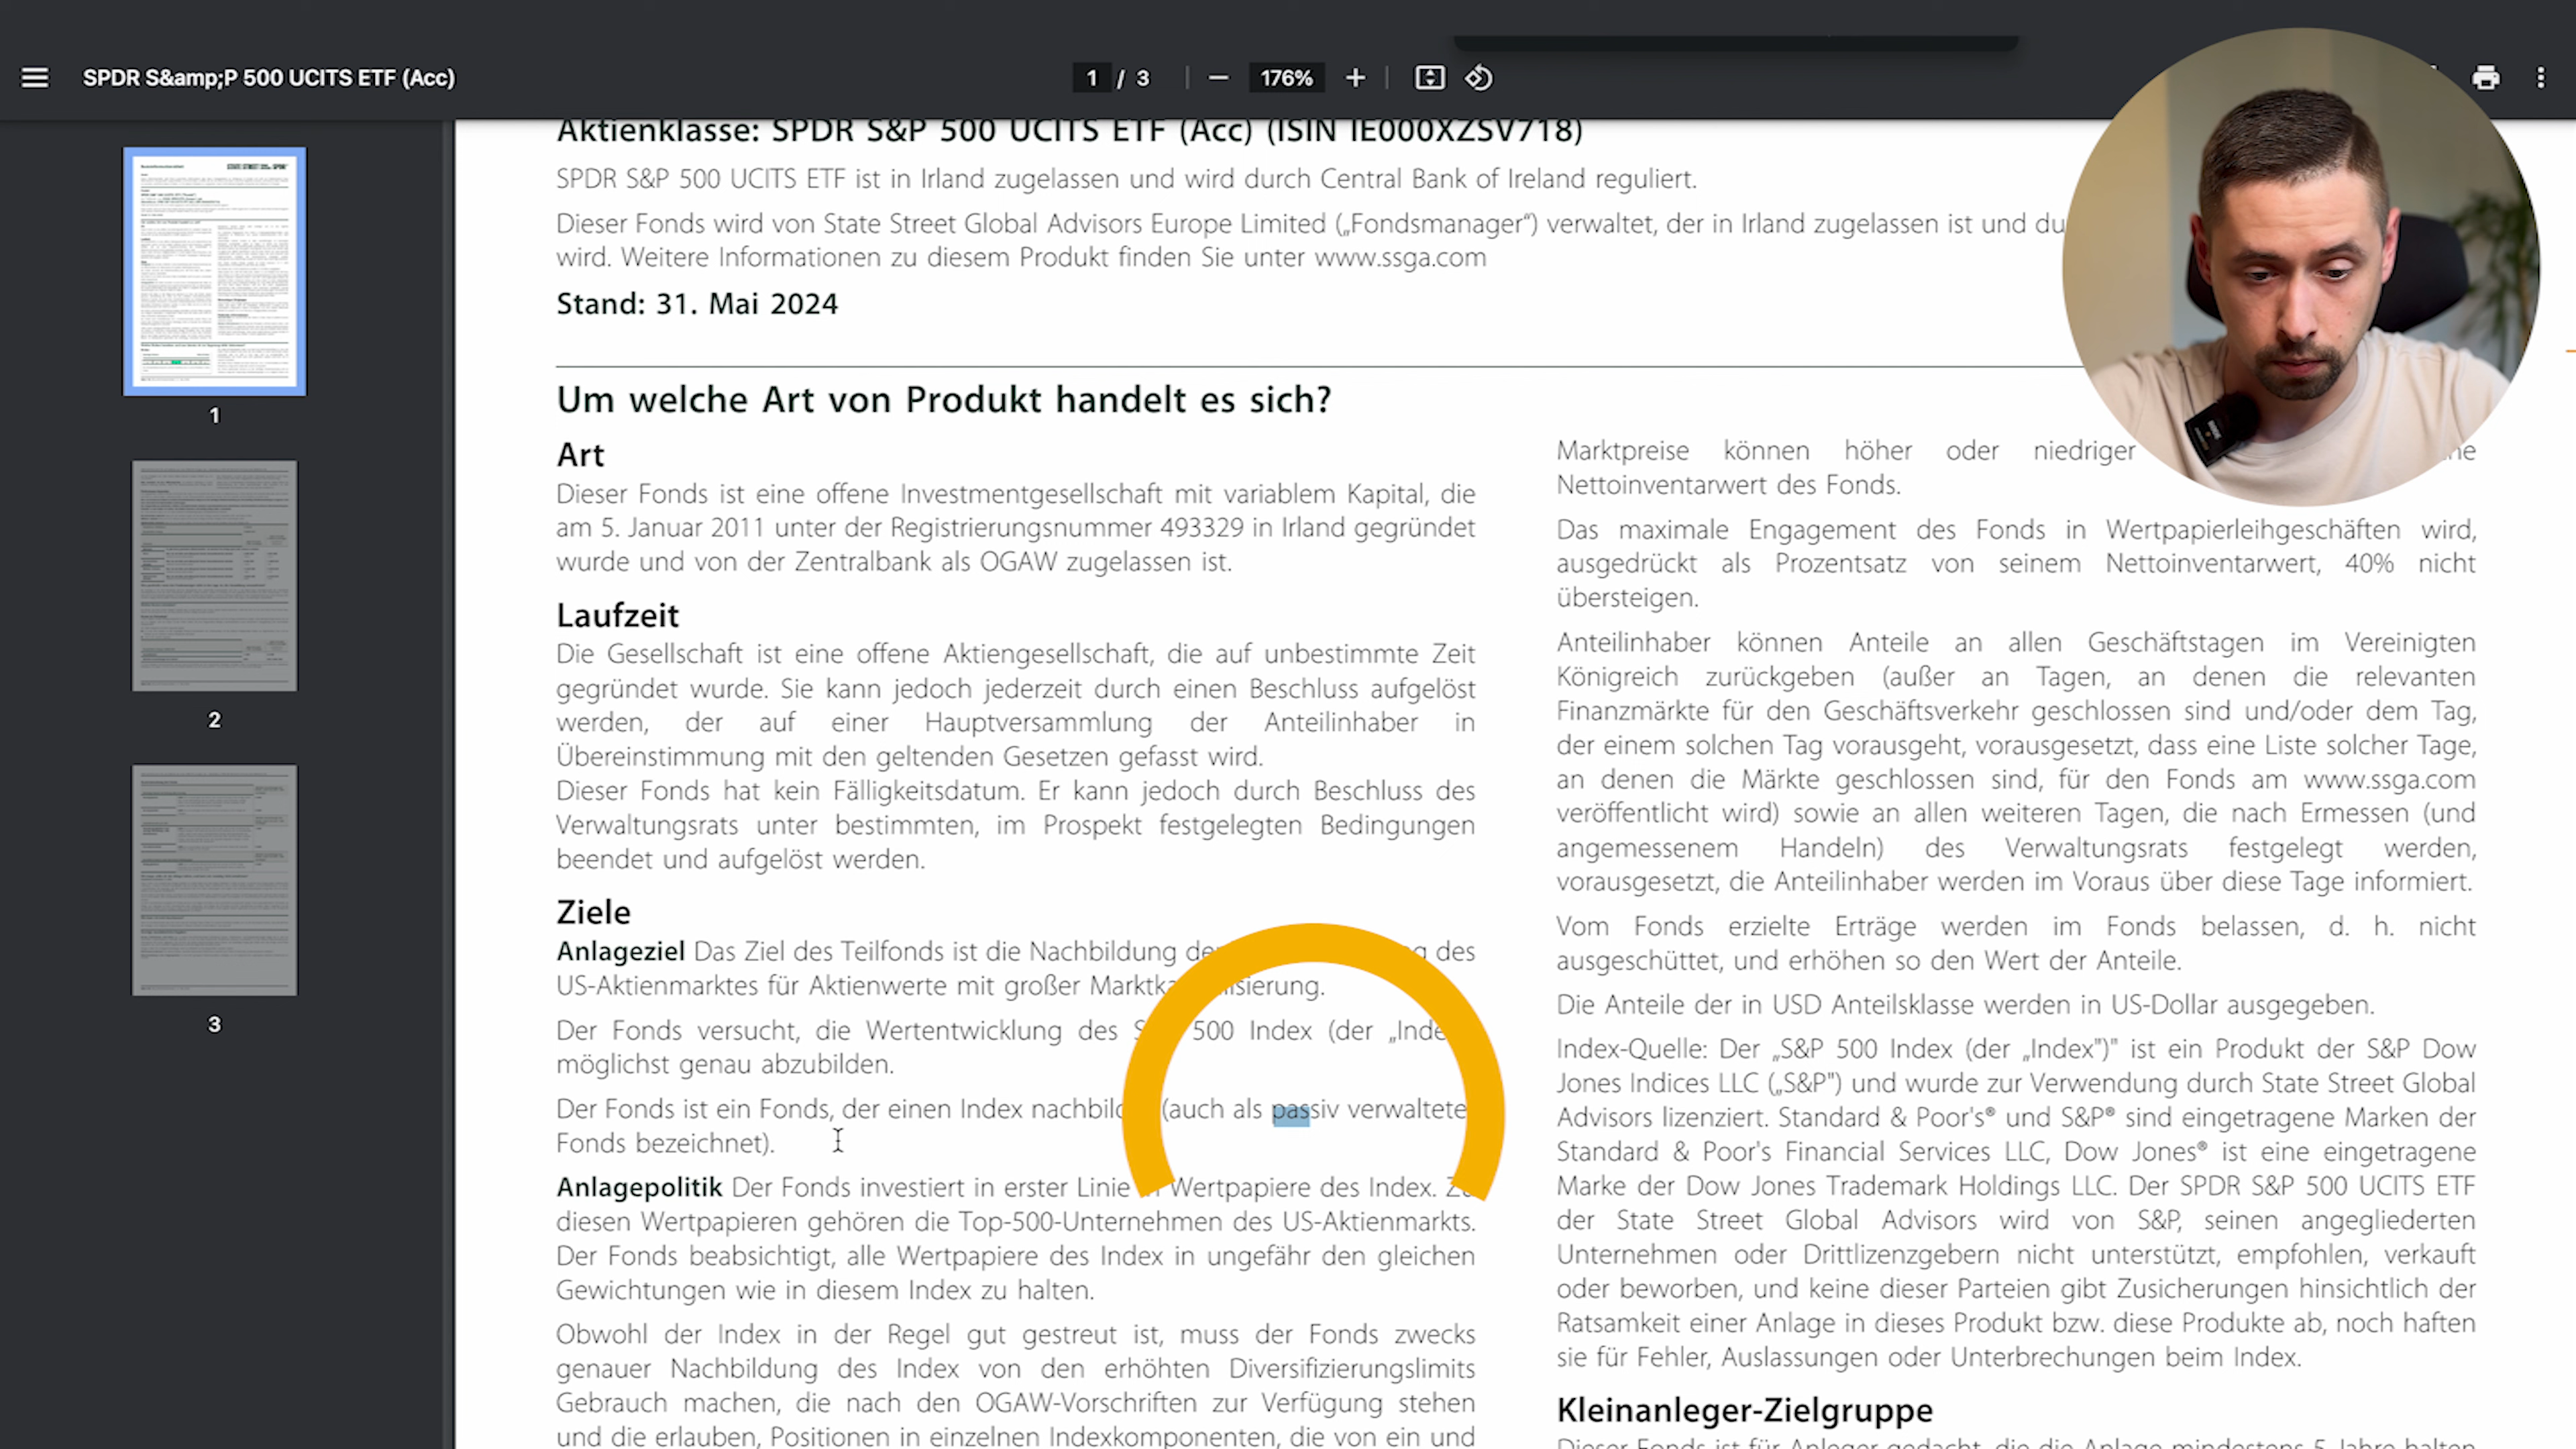 SPDR S&amp;P 500 UCITS ETF (Acc)
1 / 3
176%
1
2
3
Aktienklasse: SPDR S&P 500 UCITS ETF (Acc) (ISIN IE000XZSV718)
SPDR S&P 500 UCITS ETF ist in Irland zugelassen und wird durch Central Bank of Ireland reguliert.
Dieser Fonds wird von State Street Global Advisors Europe Limited („Fondsmanager“) verwaltet, der in Irland zugelassen ist und du
wird. Weitere Informationen zu diesem Produkt finden Sie unter www.ssga.com
Stand: 31. Mai 2024
Um welche Art von Produkt handelt es sich?
Art
Dieser Fonds ist eine offene Investmentgesellschaft mit variablem Kapital, die
am 5. Januar 2011 unter der Registrierungsnummer 493329 in Irland gegründet
wurde und von der Zentralbank als OGAW zugelassen ist.
Laufzeit
Die Gesellschaft ist eine offene Aktiengesellschaft, die auf unbestimmte Zeit
gegründet wurde. Sie kann jedoch jederzeit durch einen Beschluss aufgelöst
werden, der auf einer Hauptversammlung der Anteilinhaber in
Übereinstimmung mit den geltenden Gesetzen gefasst wird.
Dieser Fonds hat kein Fälligkeitsdatum. Er kann jedoch durch Beschluss des
Verwaltungsrats unter bestimmten, im Prospekt festgelegten Bedingungen
beendet und aufgelöst werden.
Ziele
Anlageziel Das Ziel des Teilfonds ist die Nachbildung des
US-Aktienmarktes für Aktienwerte mit großer
Der Fonds versucht, die Wertentwicklung des 500 Index (der
möglichst genau abzubilden.
Der Fonds ist ein Fonds, der einen Index (auch als passiv verwalteter
Fonds bezeichnet).
Anlagepolitik Der Fonds investiert in erster Linie Wertpapiere des Index. Zu
diesen Wertpapieren gehören die Top-500-Unternehmen des US-Aktienmarkts.
Der Fonds beabsichtigt, alle Wertpapiere des Index in ungefähr den gleichen
Gewichtungen wie in diesem Index zu halten.
Obwohl der Index in der Regel gut gestreut ist, muss der Fonds zwecks
genauer Nachbildung des Index von den erhöhten Diversifizierungslimits
Gebrauch machen, die nach den OGAW-Vorschriften zur Verfügung stehen
und die erlauben, Positionen in einzelnen Indexkomponenten, die von ein und
Marktpreise können höher oder niedriger
Nettoinventarwert des Fonds.
Das maximale Engagement des Fonds in Wertpapierleihgeschäften wird,
ausgedrückt als Prozentsatz von seinem Nettoinventarwert, 40% nicht
übersteigen.
Anteilinhaber können Anteile an allen Geschäftstagen im Vereinigten
Königreich zurückgeben (außer an Tagen, an denen die relevanten
Finanzmärkte für den Geschäftsverkehr geschlossen sind und/oder dem Tag,
der einem solchen Tag vorausgeht, vorausgesetzt, dass eine Liste solcher Tage,
an denen die Märkte geschlossen sind, für den Fonds am www.ssga.com
veröffentlicht wird) sowie an allen weiteren Tagen, die nach Ermessen (und
angemessenem Handeln) des Verwaltungsrats festgelegt werden,
vorausgesetzt, die Anteilinhaber werden im Voraus über diese Tage informiert.
Vom Fonds erzielte Erträge werden im Fonds belassen, d. h. nicht
ausgeschüttet, und erhöhen so den Wert der Anteile.
Die Anteile der in USD Anteilsklasse werden in US-Dollar ausgegeben.
Index-Quelle: Der „S&P 500 Index (der „Index")" ist ein Produkt der S&P Dow
Jones Indices LLC („S&P") und wurde zur Verwendung durch State Street Global
Advisors lizenziert. Standard & Poor's® und S&P® sind eingetragene Marken der
Standard & Poor's Financial Services LLC, Dow Jones® ist eine eingetragene
Marke der Dow Jones Trademark Holdings LLC. Der SPDR S&P 500 UCITS ETF
der State Street Global Advisors wird von S&P, seinen angegliederten
Unternehmen oder Drittlizenzgebern nicht unterstützt, empfohlen, verkauft
oder beworben, und keine dieser Parteien gibt Zusicherungen hinsichtlich der
Ratsamkeit einer Anlage in dieses Produkt bzw. diese Produkte ab, noch haften
sie für Fehler, Auslassungen oder Unterbrechungen beim Index.
Kleinanleger-Zielgruppe
Dieser Fonds ist für Anleger gedacht, die die Anlage mindestens 5 Jahre halten